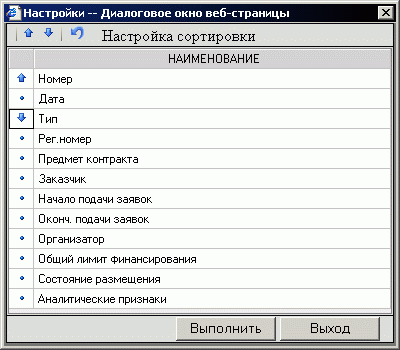 Настройки -- Диалоговое окно веб-страницы
Настройка сортировки
НАИМЕНОВАНИЕ
Номер
Дата
Тип
Рег.номер
Предмет контракта
Заказчик
Начало подачи заявок
Оконч. подачи заявок
Организатор
Общий лимит финансирования
Состояние размещения
Аналитические признаки
Выполнить Выход